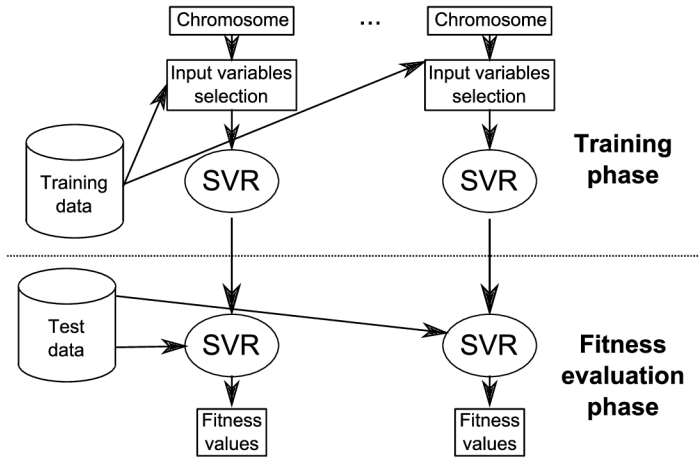 Chromosome
...
Chromosome
Input variables
selection
Input variables
selection
Training
data
SVR
SVR
Training
phase
Test
data
SVR
SVR
Fitness
evaluation
phase
Fitness
values
Fitness
values